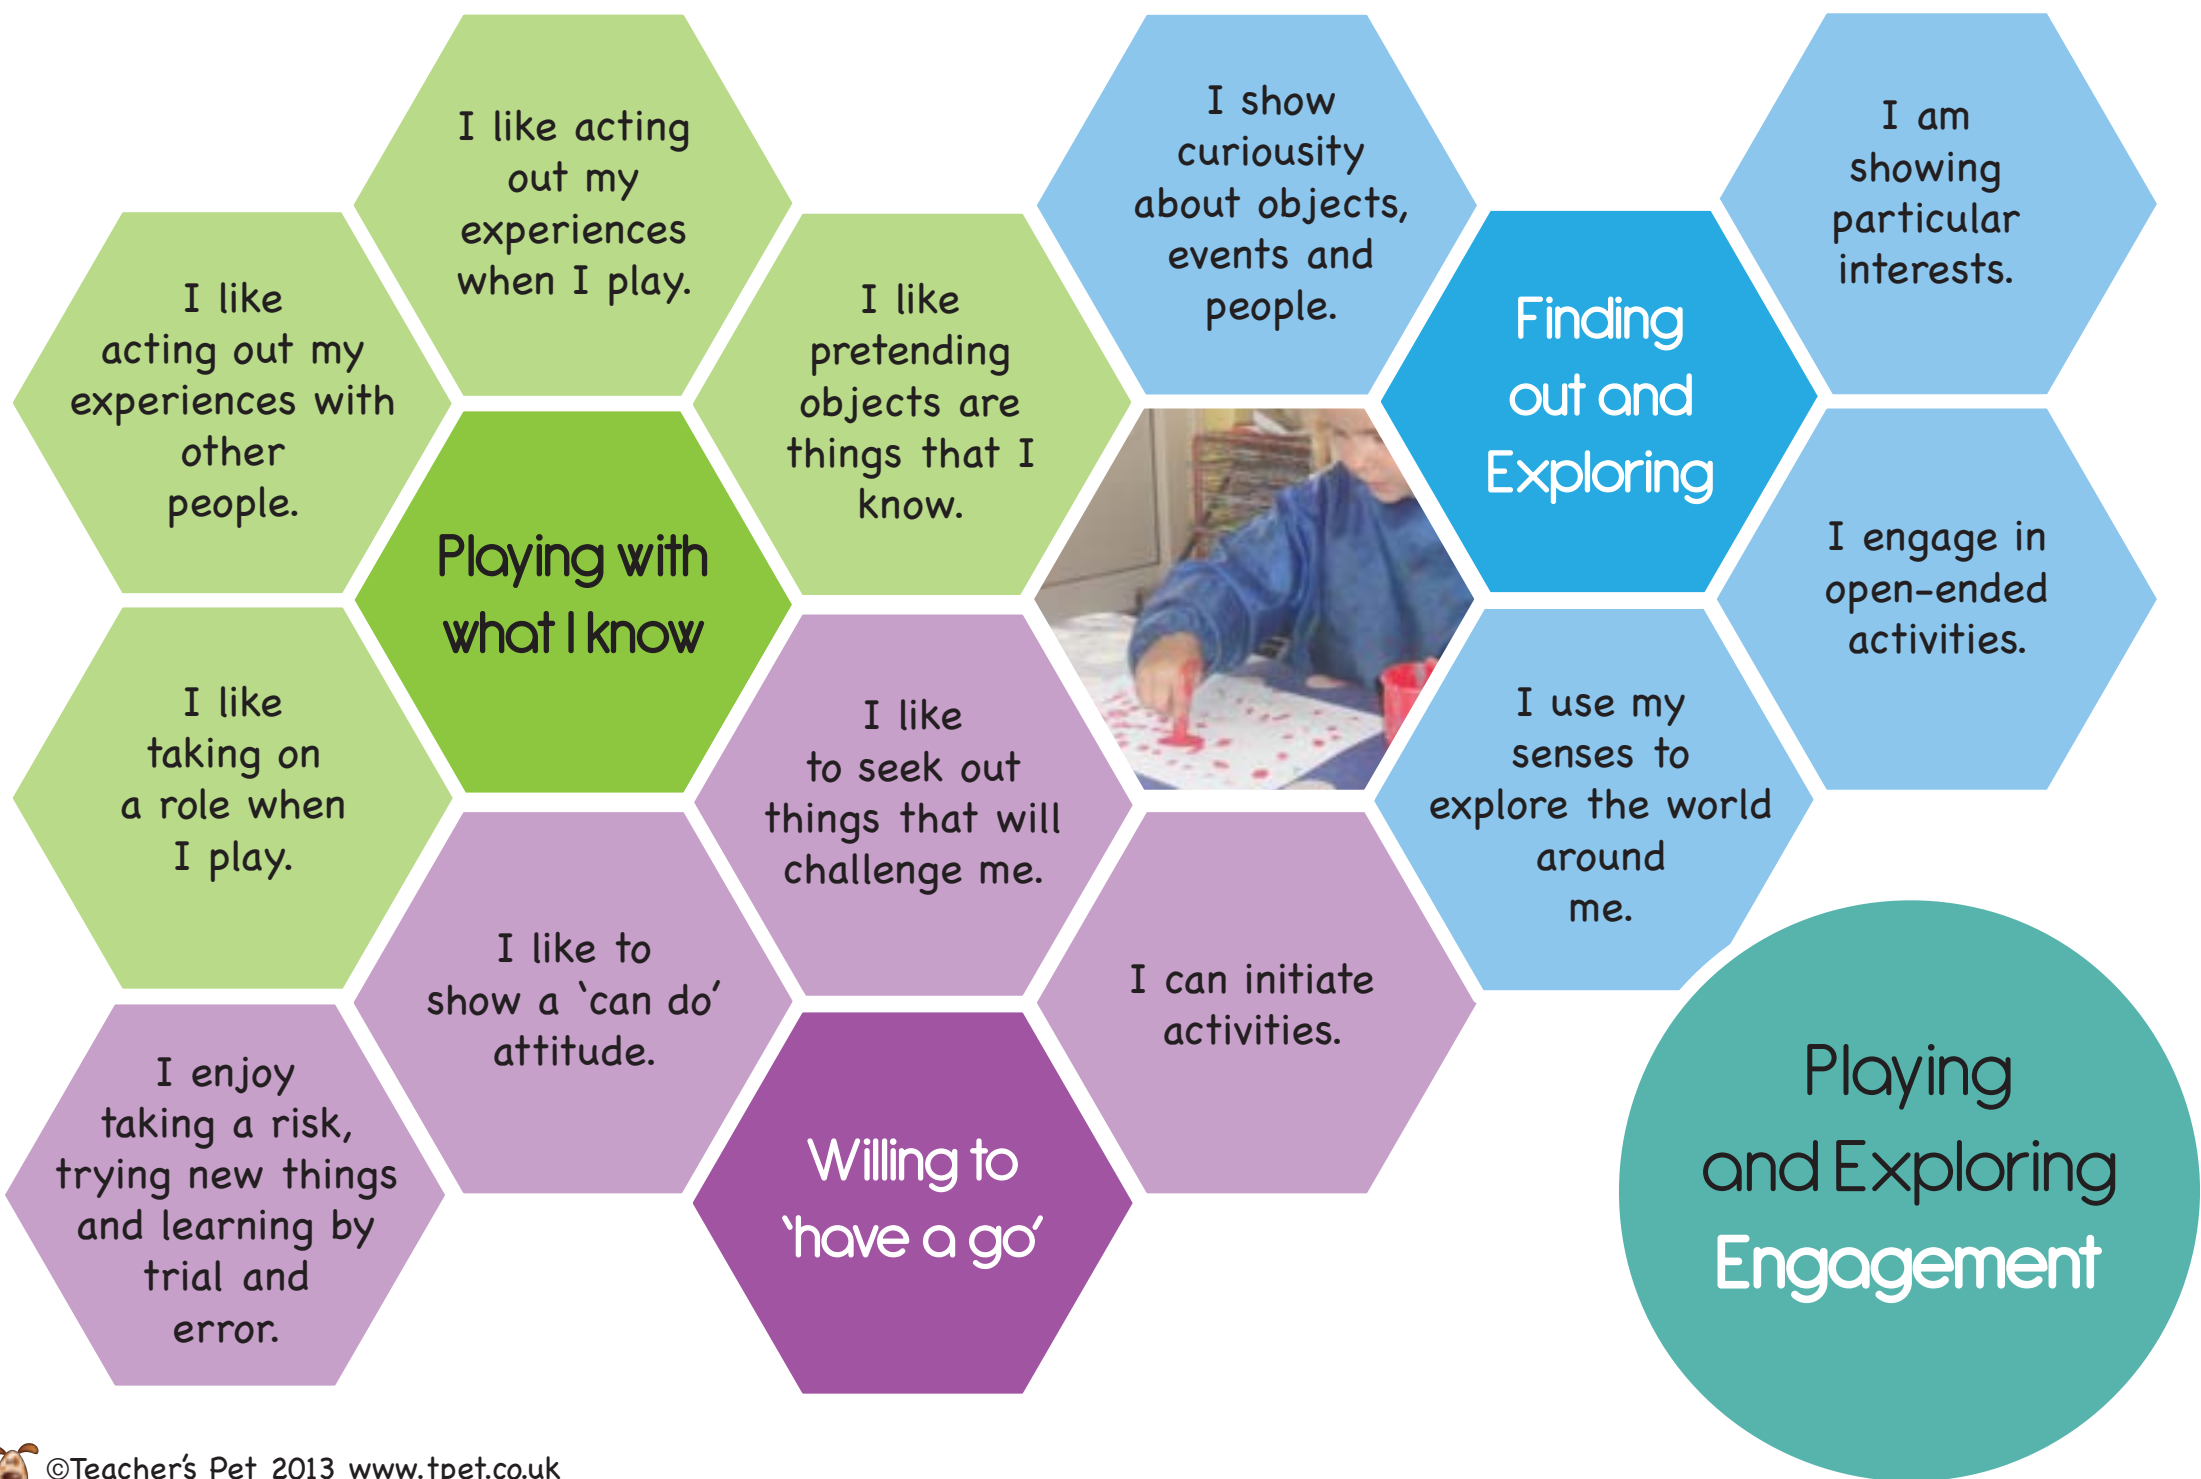 I like acting
out my
experiences
when I play.
I like
acting out my
experiences with
other
people.
I like
pretending
objects are
things that I
know.
Playing with
what I know
I like
taking on
a role when
I play.
I show
curiousity
about objects,
events and
people.
Finding
out and
Exploring
I am
showing
particular
interests.
I engage in
open-ended
activities.
I use my
senses to
explore the world
around
me.
I like
to seek out
things that will
challenge me.
I like to
show a ‘can do’
attitude.
I can initiate
activities.
I enjoy
taking a risk,
trying new things
and learning by
trial and
error.
Willing to
‘have a go’
Playing
and Exploring
Engagement
©Teacher's Pet 2013 www.tpet.co.uk